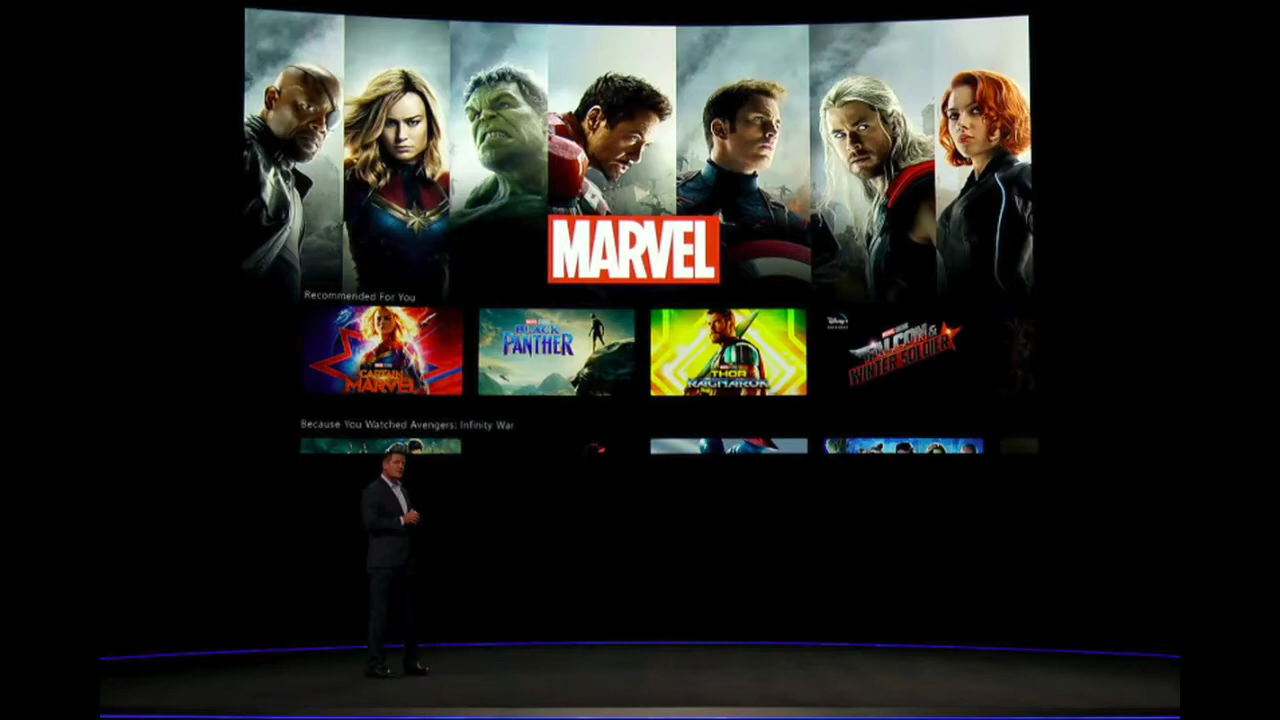 MARVEL
Recommended For You
CAPTAIN
MARVEL
BLACK
PANTHER
THOR
RAGNAROK
Disney+
FALCON &
WINTER SOLDIER
Because You Watched Avengers: Infinity War